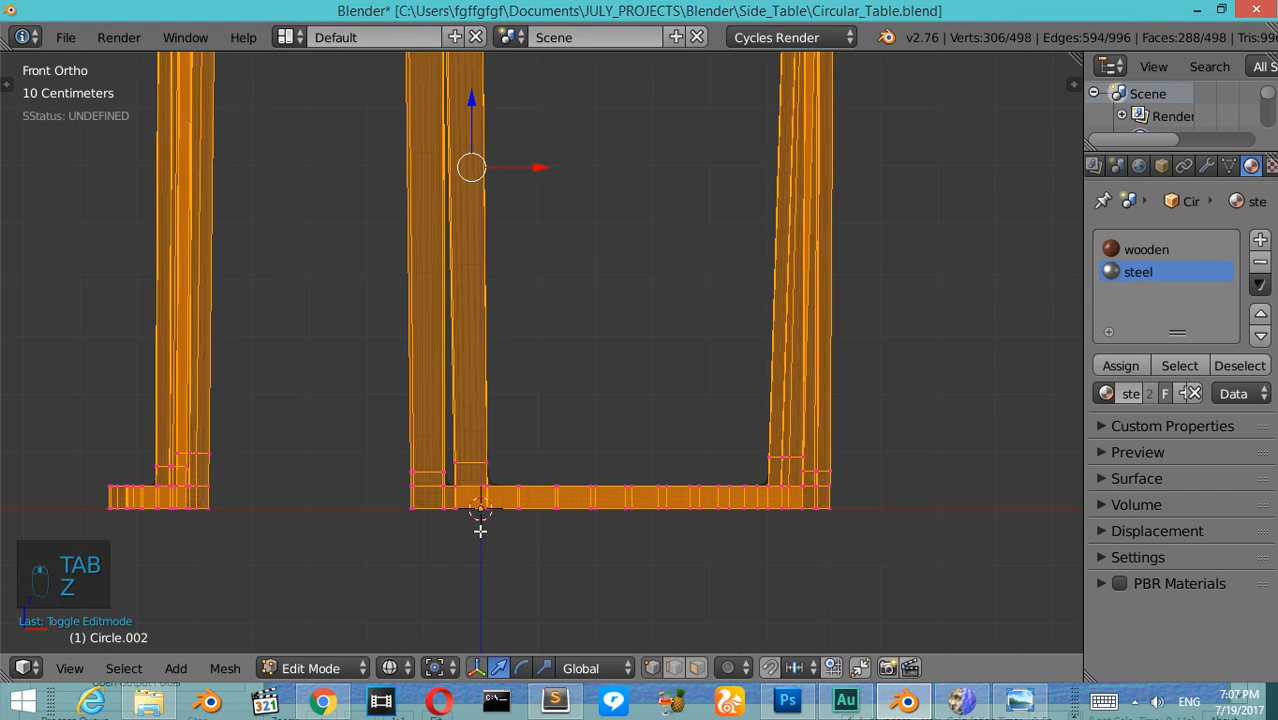 Blender* [C:\Users\fgffgfgf\Documents\JULY_PROJECTS\Blender\Side_Table\Circular_Table.blend]
File Render Window Help Default Scene Cycles Render v2.76 | Verts:306/498 | Edges:594/996 | Faces:288/498 | Tris:996
Front Ortho
10 Centimeters
SStatus: UNDEFINED
View Search All S
Scene
Render
Cir ste
wooden
steel
Assign Select Deselect
ste 2 F Data
Custom Properties
Preview
Surface
Volume
Displacement
Settings
PBR Materials
TAB
Z
Last: Toggle Editmode
(1) Circle.002
View Select Add Mesh Edit Mode Global
321 ENG 7:07 PM
7/19/2017